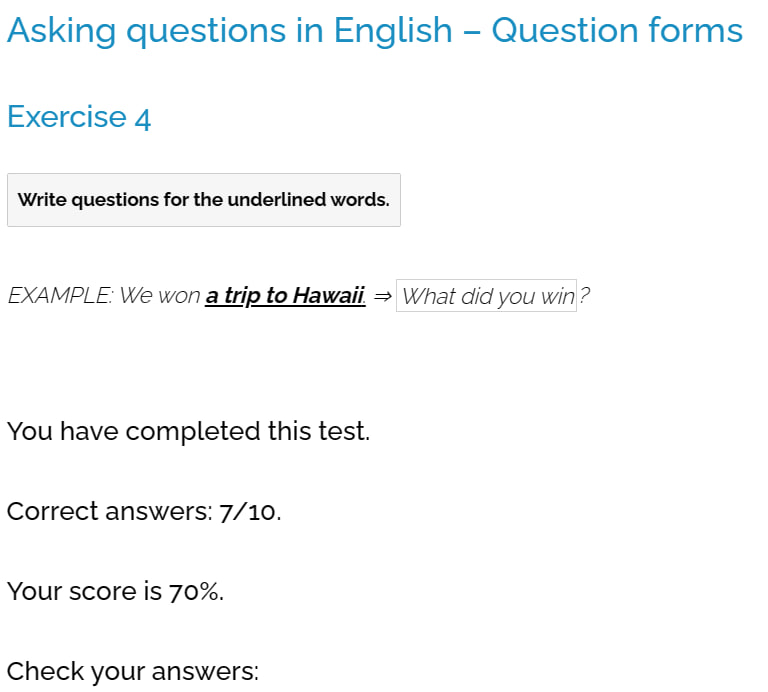 Asking questions in English – Question forms
Exercise 4
Write questions for the underlined words.
EXAMPLE: We won a trip to Hawaii. ⇒ What did you win ?
You have completed this test.
Correct answers: 7/10.
Your score is 70%.
Check your answers: